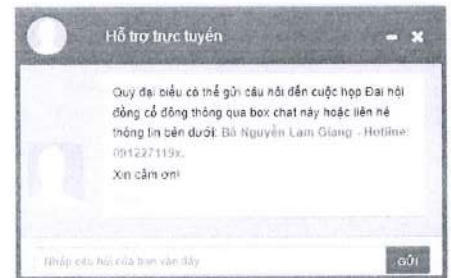 Hỗ trợ trực tuyến
Quý đại biểu có thể gửi câu hỏi đến cuộc họp Đại hội
đồng cổ đông thông qua box chat này hoặc liên hệ
thông tin bên dưới: Bà Nguyễn Lam Giang - Hotline:
091227119x.
Xin cảm ơn!
Nhập câu hỏi của bạn vào đây
GỬI